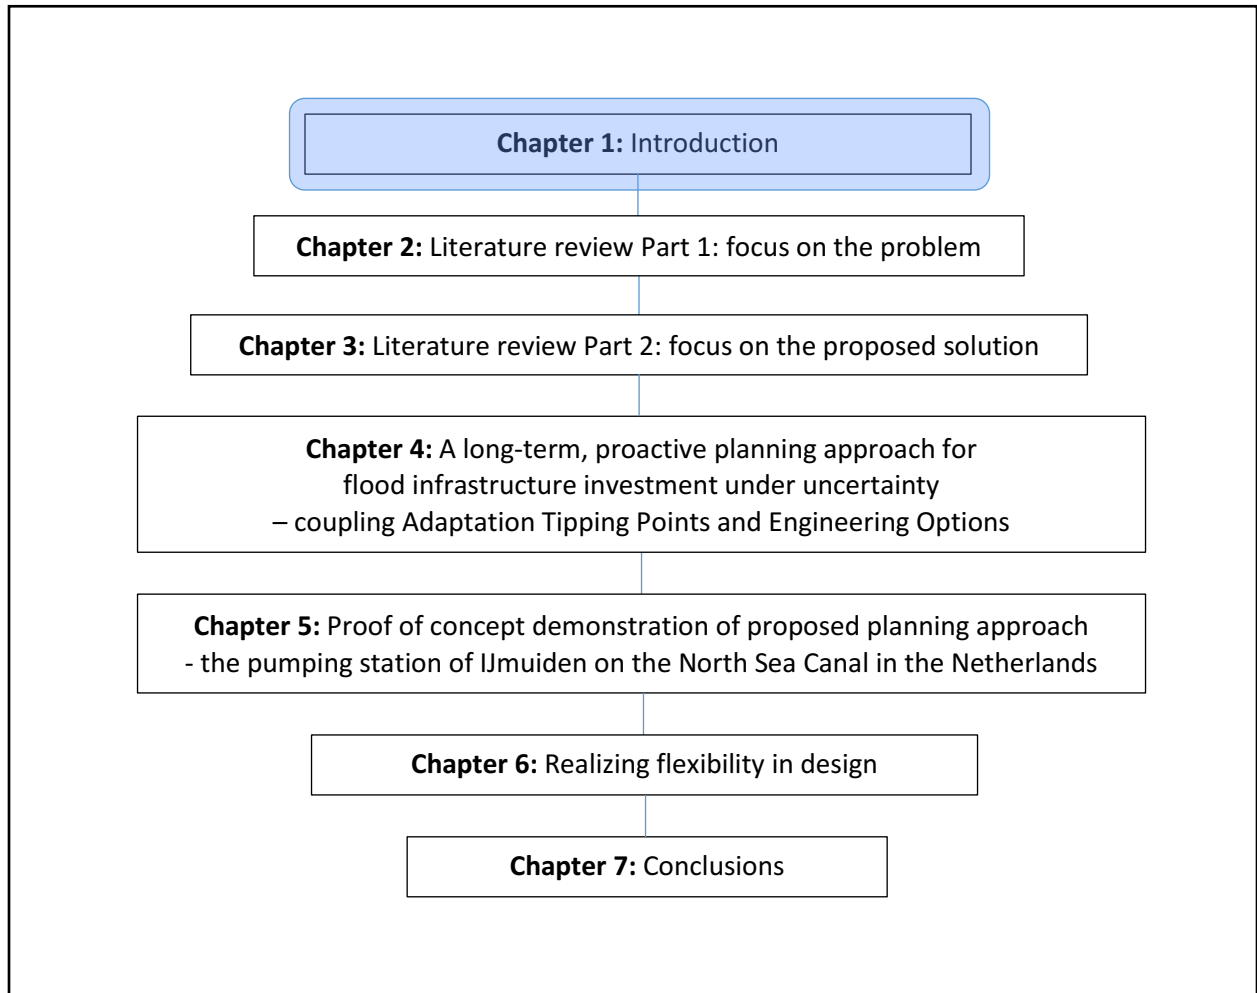 Chapter 1: Introduction
Chapter 2: Literature review Part 1: focus on the problem
Chapter 3: Literature review Part 2: focus on the proposed solution
Chapter 4: A long-term, proactive planning approach for
flood infrastructure investment under uncertainty
– coupling Adaptation Tipping Points and Engineering Options
Chapter 5: Proof of concept demonstration of proposed planning approach
- the pumping station of IJmuiden on the North Sea Canal in the Netherlands
Chapter 6: Realizing flexibility in design
Chapter 7: Conclusions